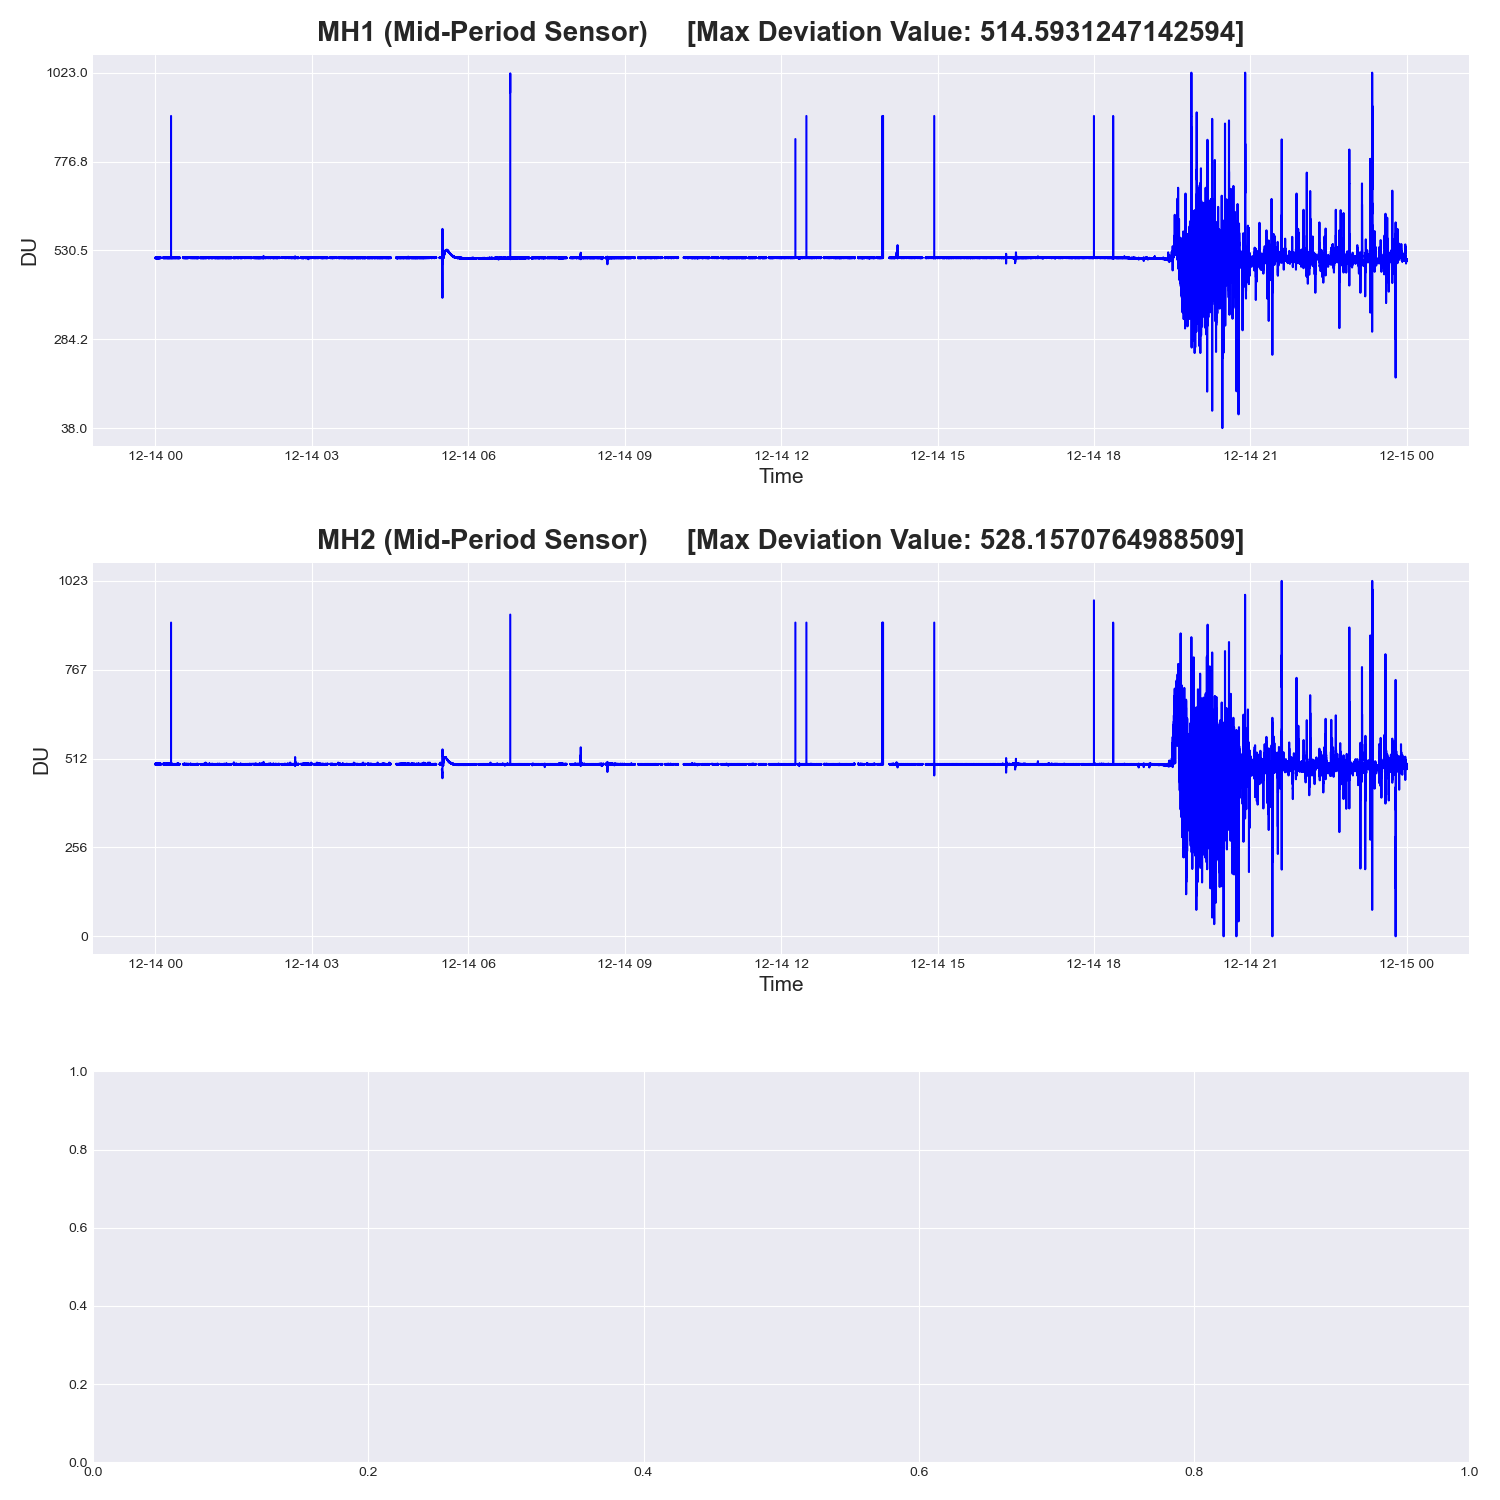 MH1 (Mid-Period Sensor) [Max Deviation Value: 514.5931247142594]
1023.0
776.8
530.5
284.2
38.0
DU
12-14 00 12-14 03 12-14 06 12-14 09 12-14 12 12-14 15 12-14 18 12-14 21 12-15 00
Time
MH2 (Mid-Period Sensor) [Max Deviation Value: 528.1570764988509]
1023
767
512
256
0
DU
12-14 00 12-14 03 12-14 06 12-14 09 12-14 12 12-14 15 12-14 18 12-14 21 12-15 00
Time
1.0
0.8
0.6
0.4
0.2
0.0
0.0 0.2 0.4 0.6 0.8 1.0